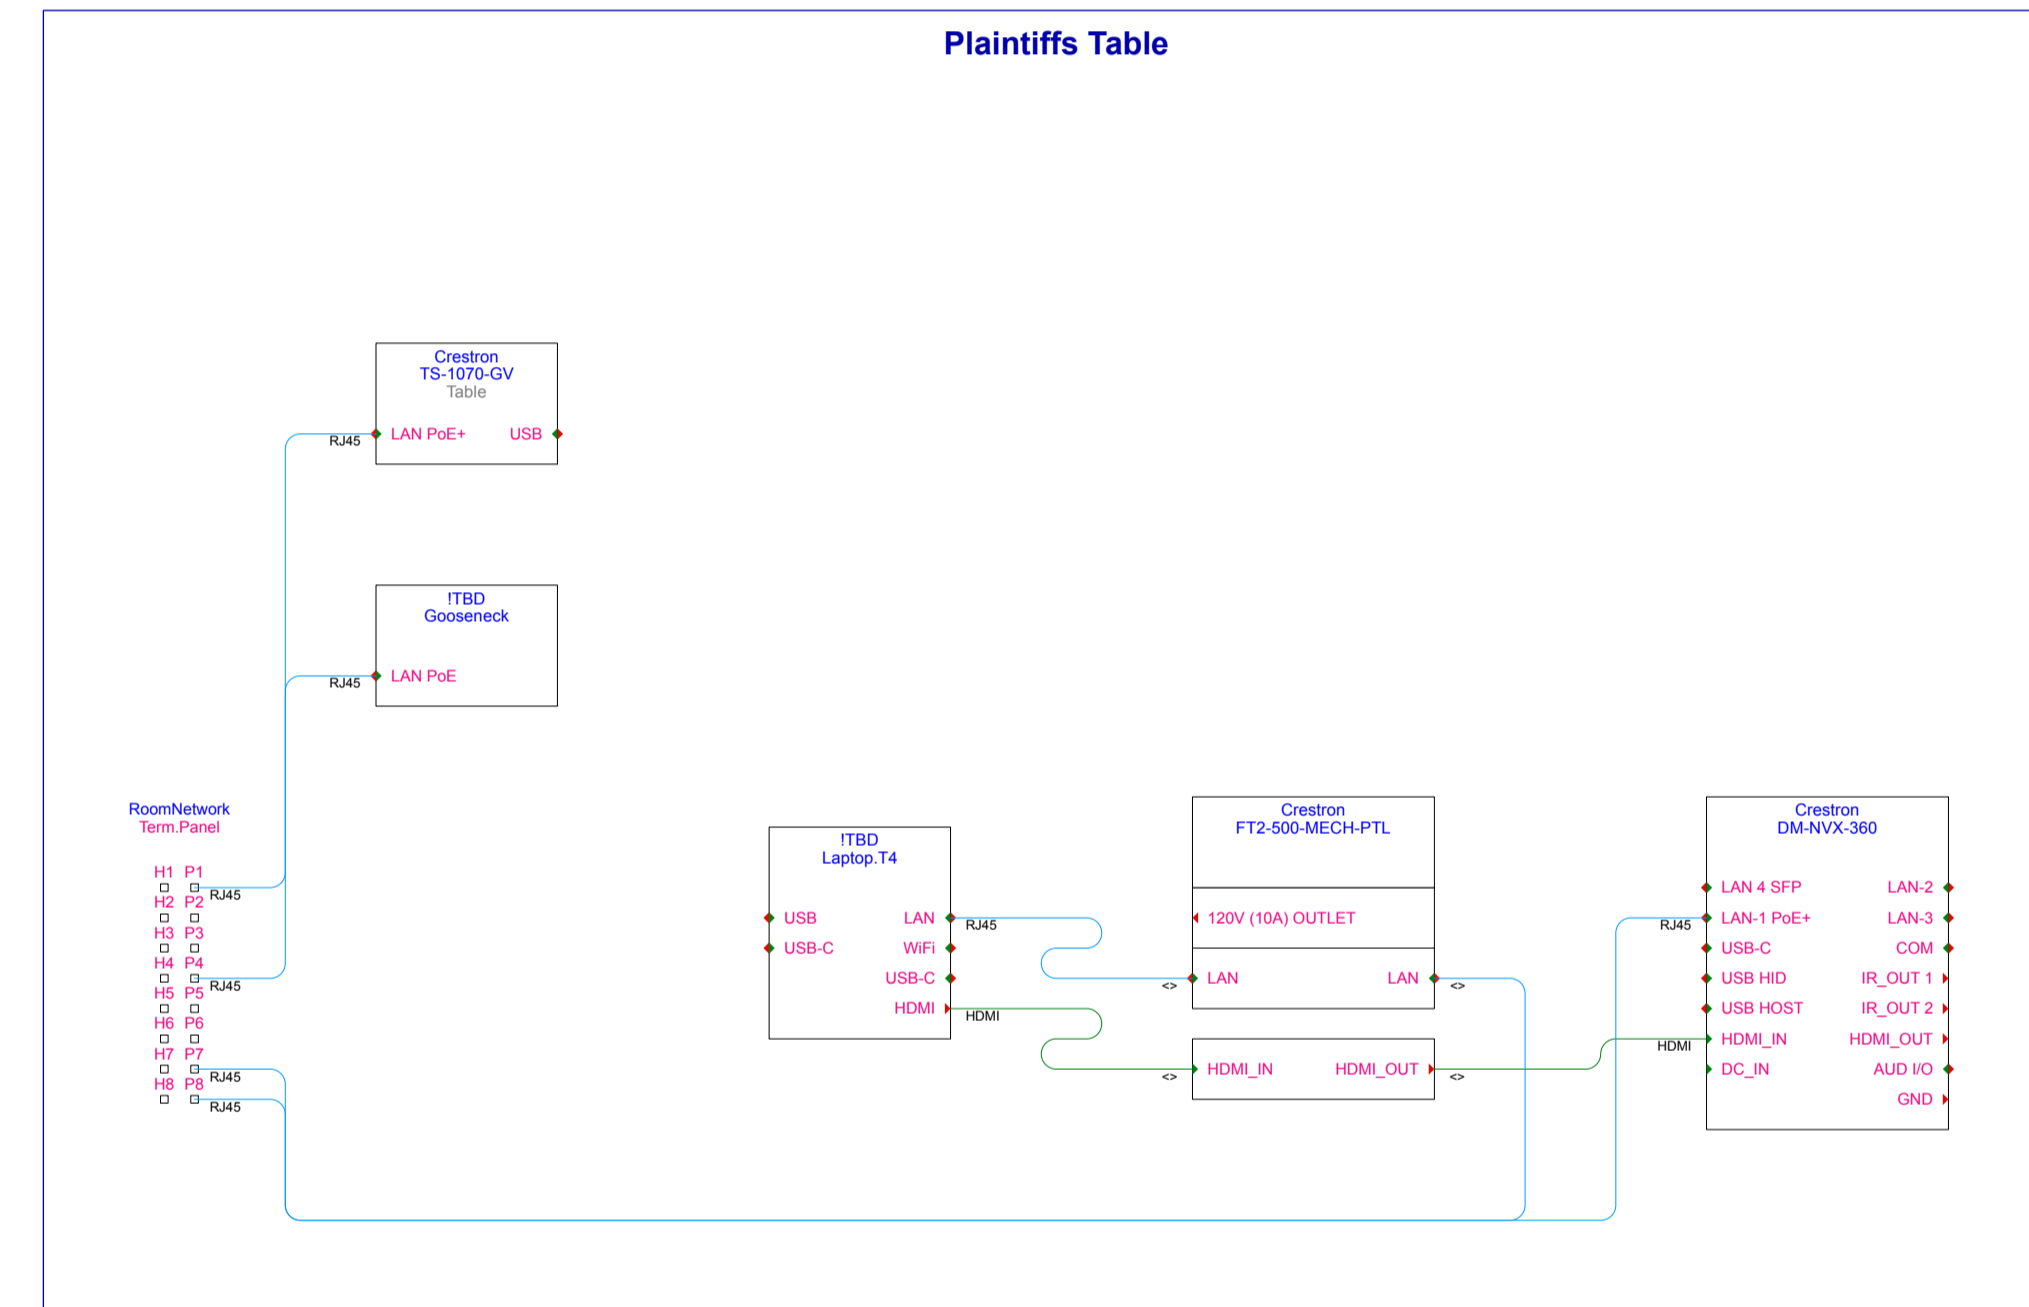 Plaintiffs Table
Crestron
TS-1070-GV
Table
RJ45 LAN PoE+ USB
!TBD
Gooseneck
RJ45 LAN PoE
RoomNetwork
Term.Panel
H1 P1
RJ45
H2 P2
H3 P3
H4 P4
RJ45
H5 P5
H6 P6
H7 P7
RJ45
H8 P8
RJ45
!TBD
Laptop.T4
USB LAN RJ45
USB-C WiFi
USB-C
HDMI HDMI
Crestron
FT2-500-MECH-PTL
120V (10A) OUTLET
<> LAN LAN <>
<> HDMI_IN HDMI_OUT <>
Crestron
DM-NVX-360
LAN 4 SFP LAN-2
RJ45 LAN-1 PoE+ LAN-3
USB-C COM
USB HID IR_OUT 1
USB HOST IR_OUT 2
HDMI HDMI_IN HDMI_OUT
DC_IN AUD I/O
GND